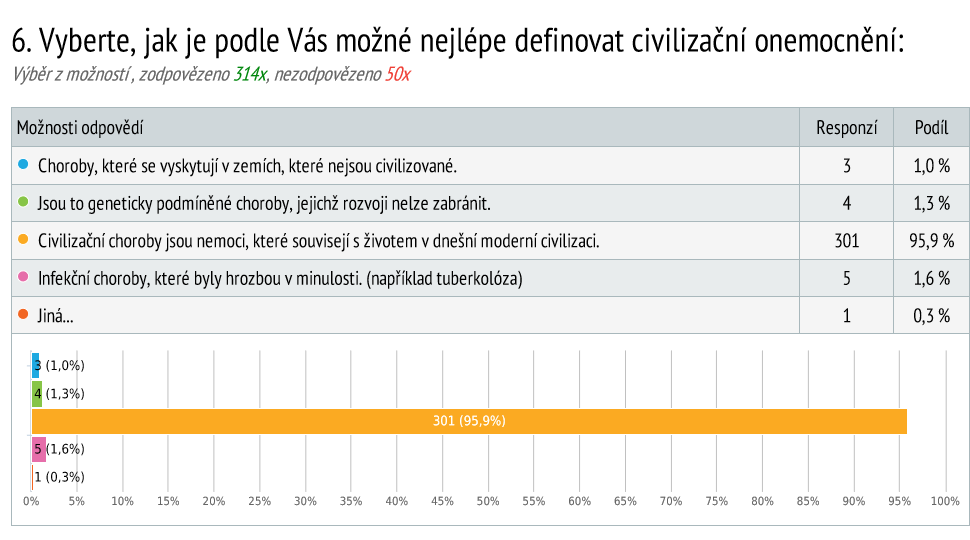 6. Vyberte, jak je podle Vás možné nejlépe definovat civilizační onemocnění:
Výběr z možností , zodpovězeno 314x, nezodpovězeno 50x
Možnosti odpovědí Responzí Podíl
Choroby, které se vyskytují v zemích, které nejsou civilizované. 3 1,0 %
Jsou to geneticky podmíněné choroby, jejichž rozvoji nelze zabránit. 4 1,3 %
Civilizační choroby jsou nemoci, které souvisejí s životem v dnešní moderní civilizaci. 301 95,9 %
Infekční choroby, které byly hrozbou v minulosti. (například tuberkolóza) 5 1,6 %
Jiná... 1 0,3 %
3 (1,0%)
4 (1,3%)
301 (95,9%)
5 (1,6%)
1 (0,3%)
0% 5% 10% 15% 20% 25% 30% 35% 40% 45% 50% 55% 60% 65% 70% 75% 80% 85% 90% 95% 100%